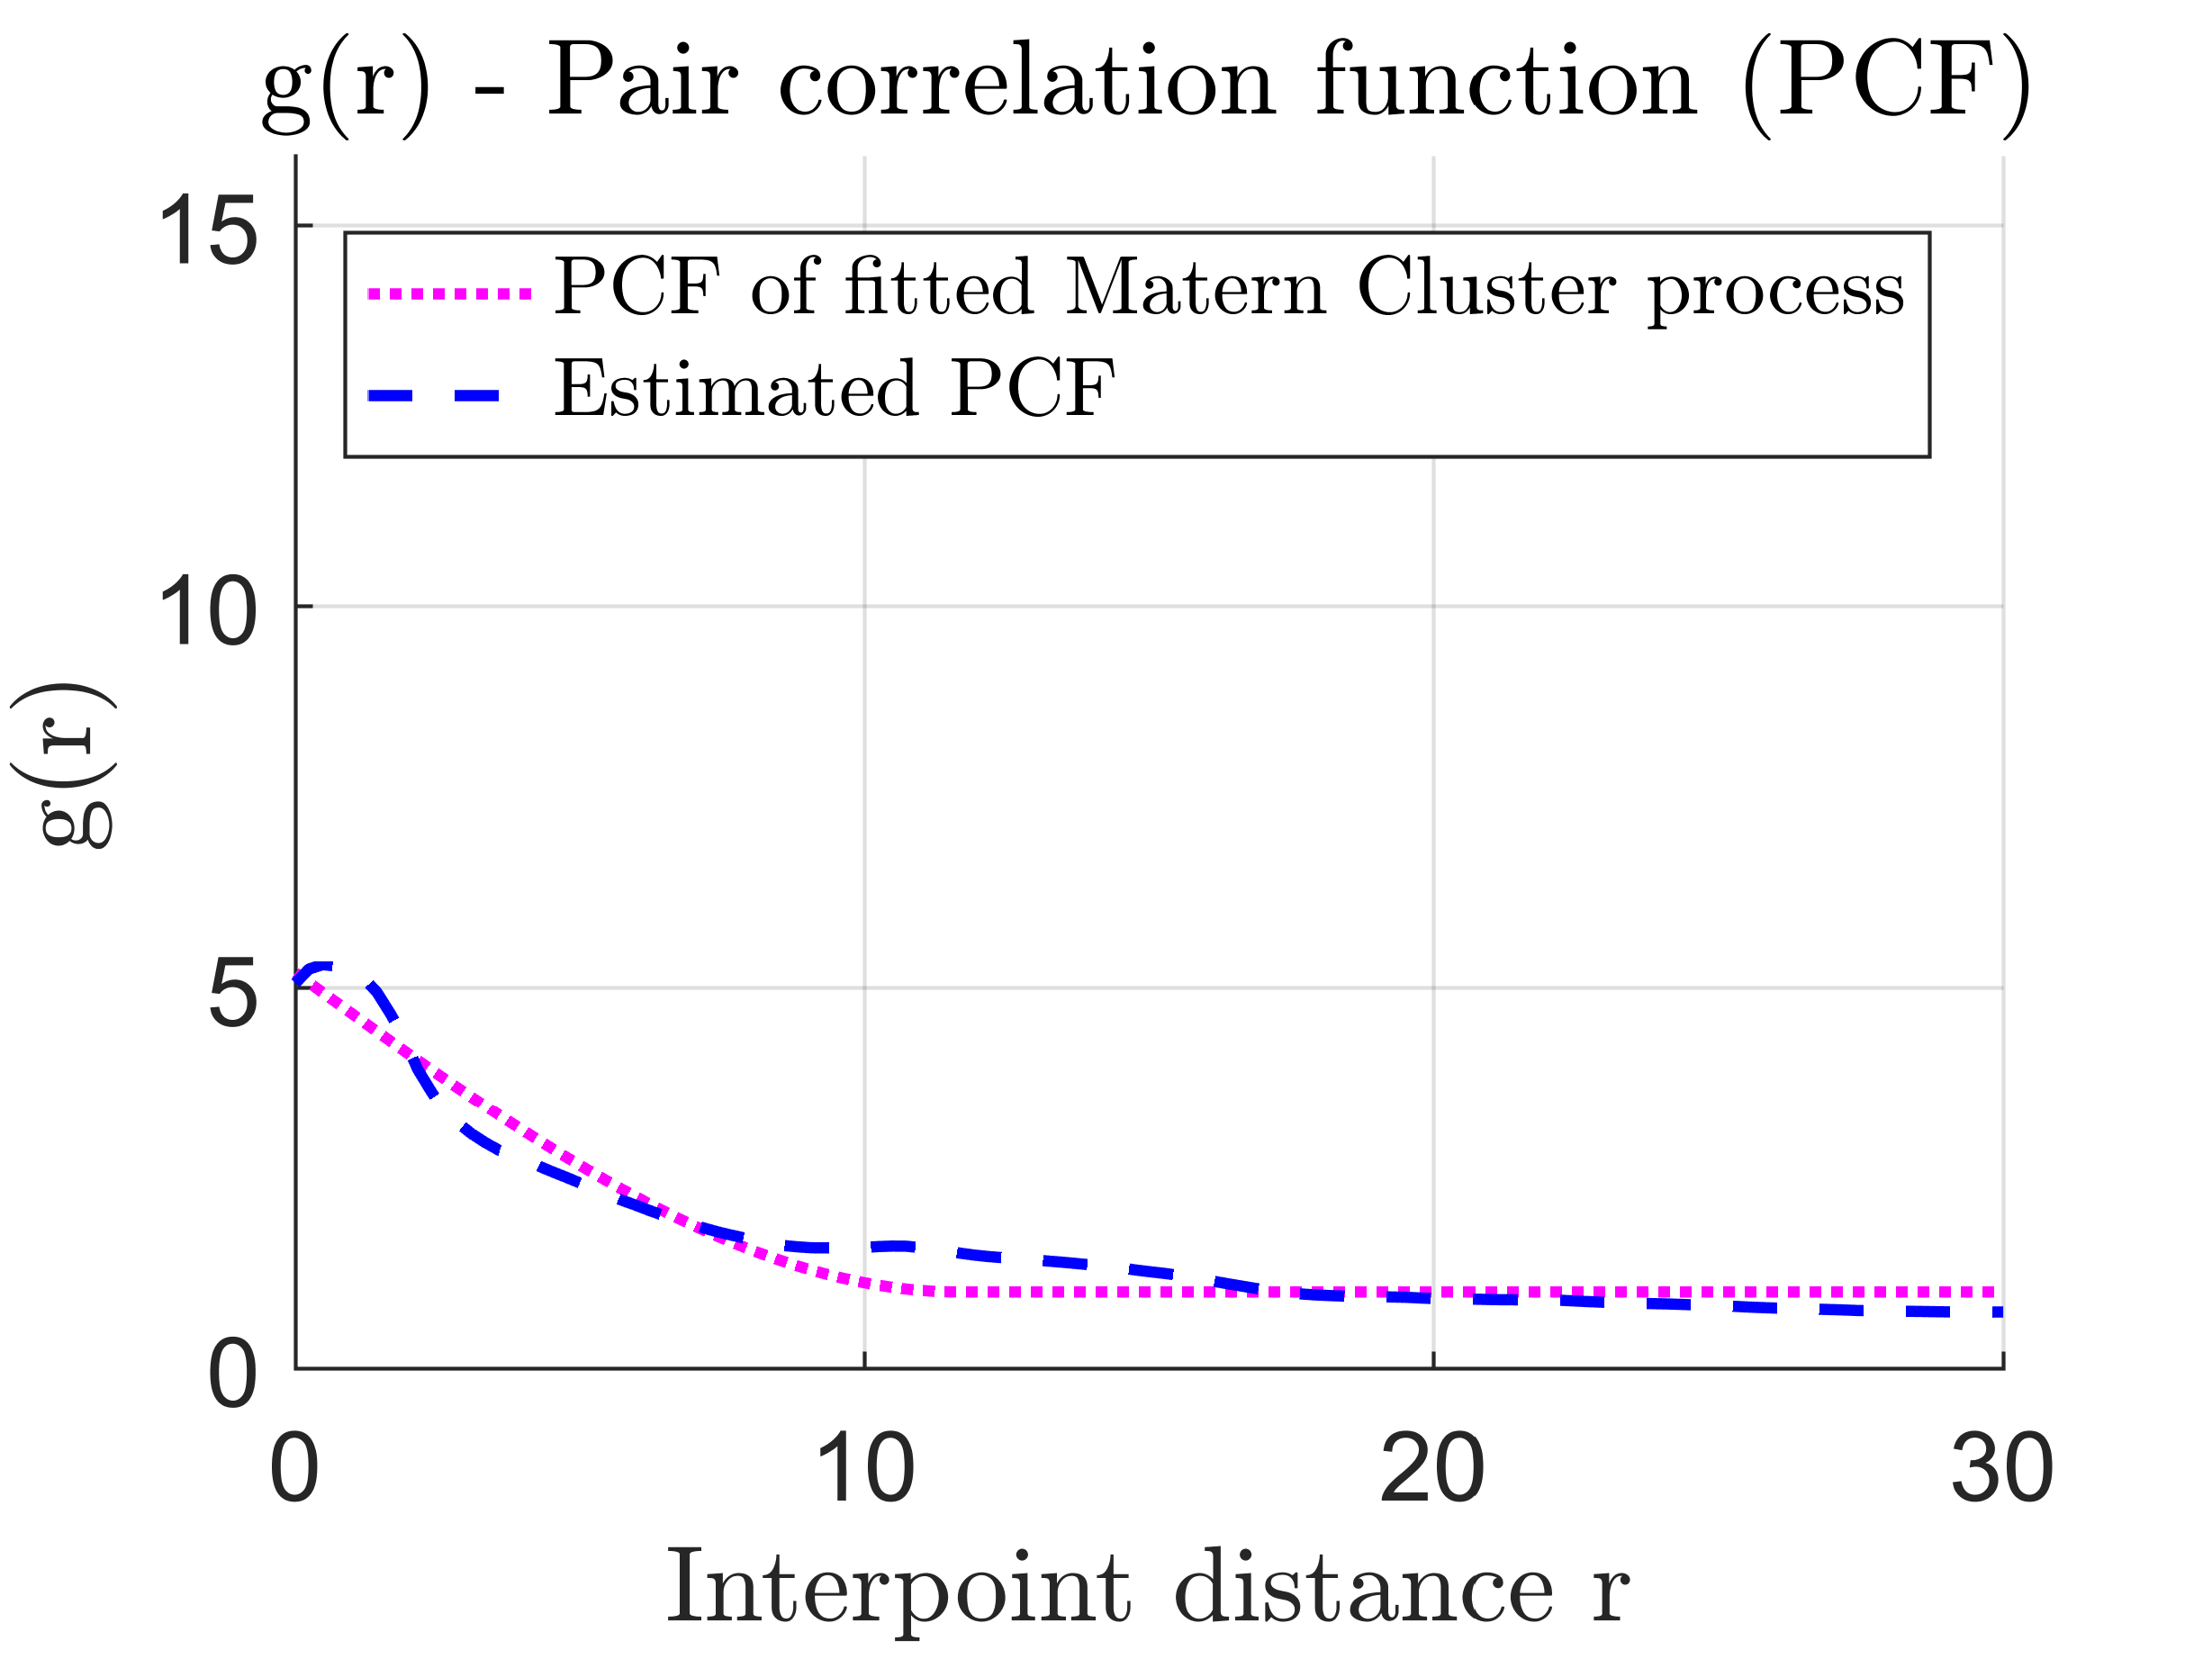 g(r) - Pair correlation function (PCF)
15
PCF of fitted Matern Cluster process
Estimated PCF
10
g(r)
5
0
0 10 20 30
Interpoint distance r